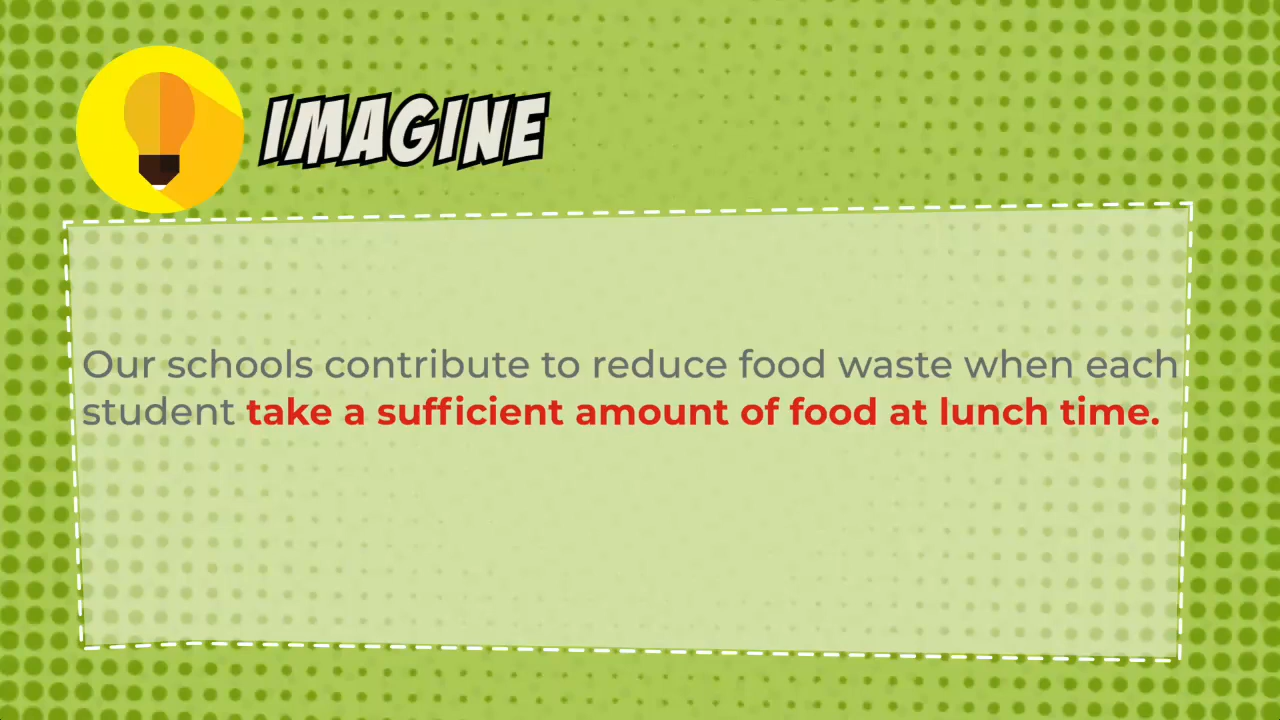 IMAGINE
Our schools contribute to reduce food waste when each
student take a sufficient amount of food at lunch time.